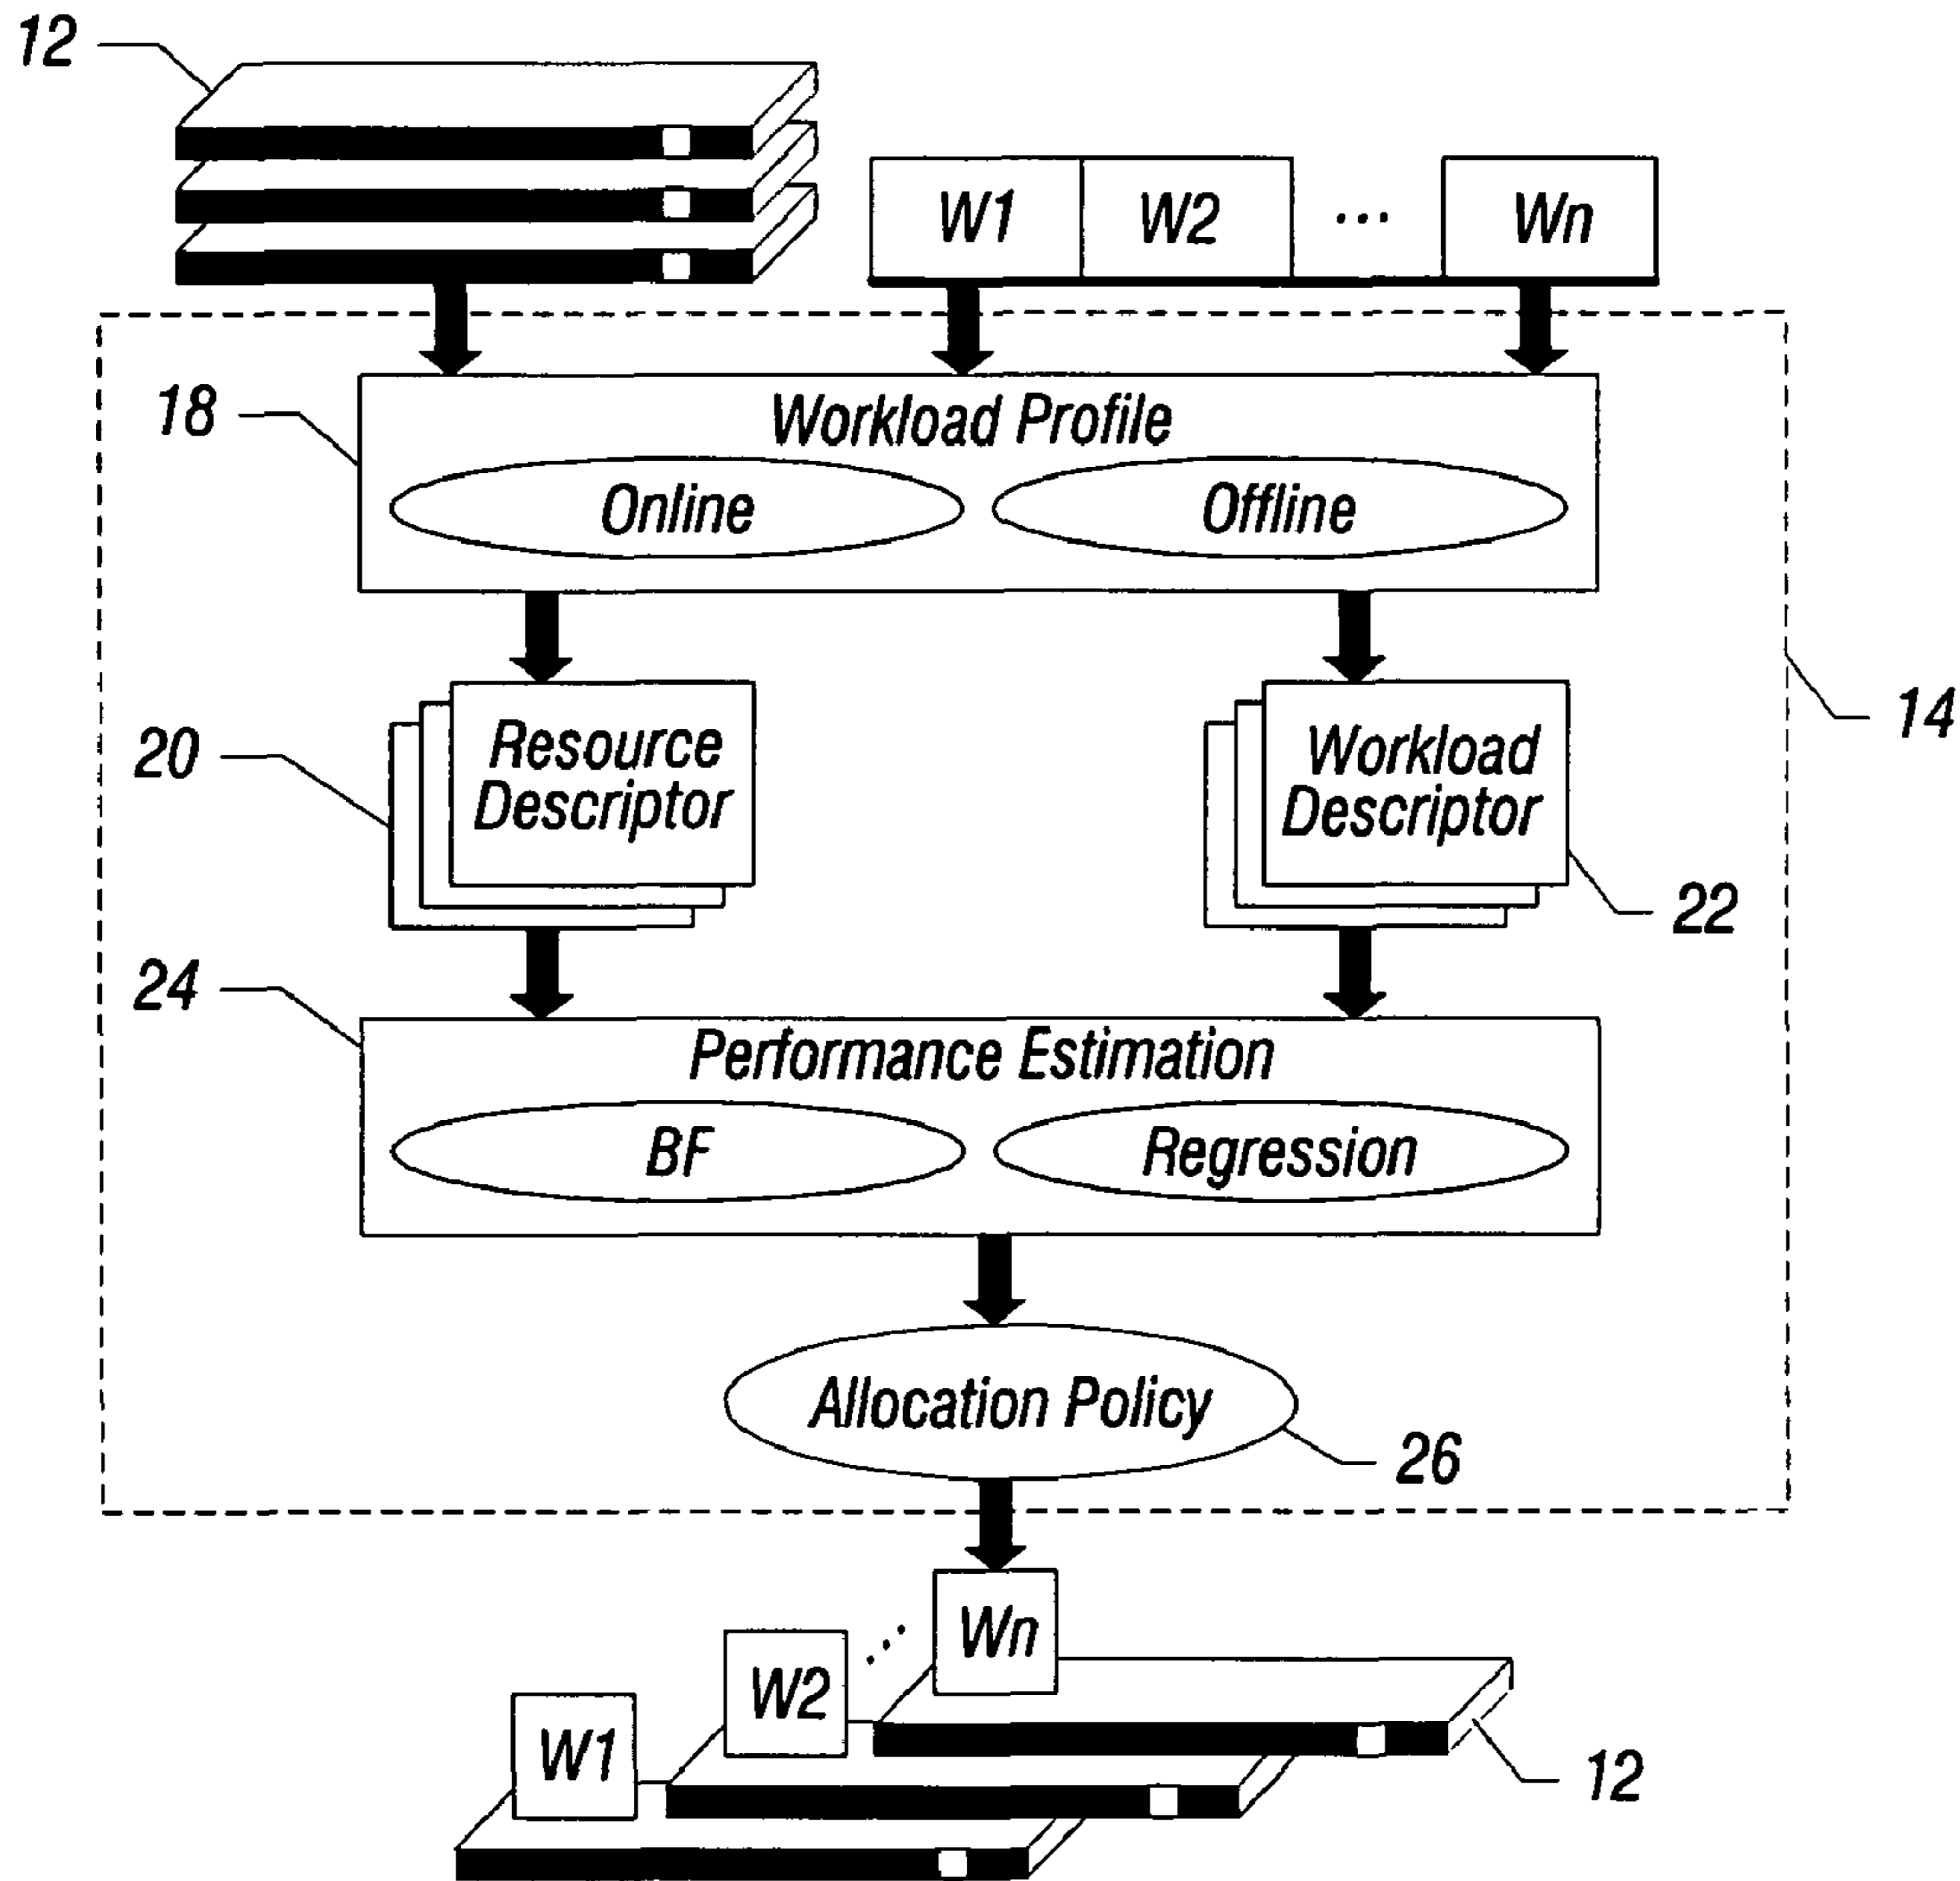 12
W1 W2 ... Wn
18
Workload Profile
Online Offline
14
20
Resource
Descriptor
Workload
Descriptor
22
24
Performance Estimation
BF Regression
Allocation Policy
26
Wn
W2 ...
W1
12